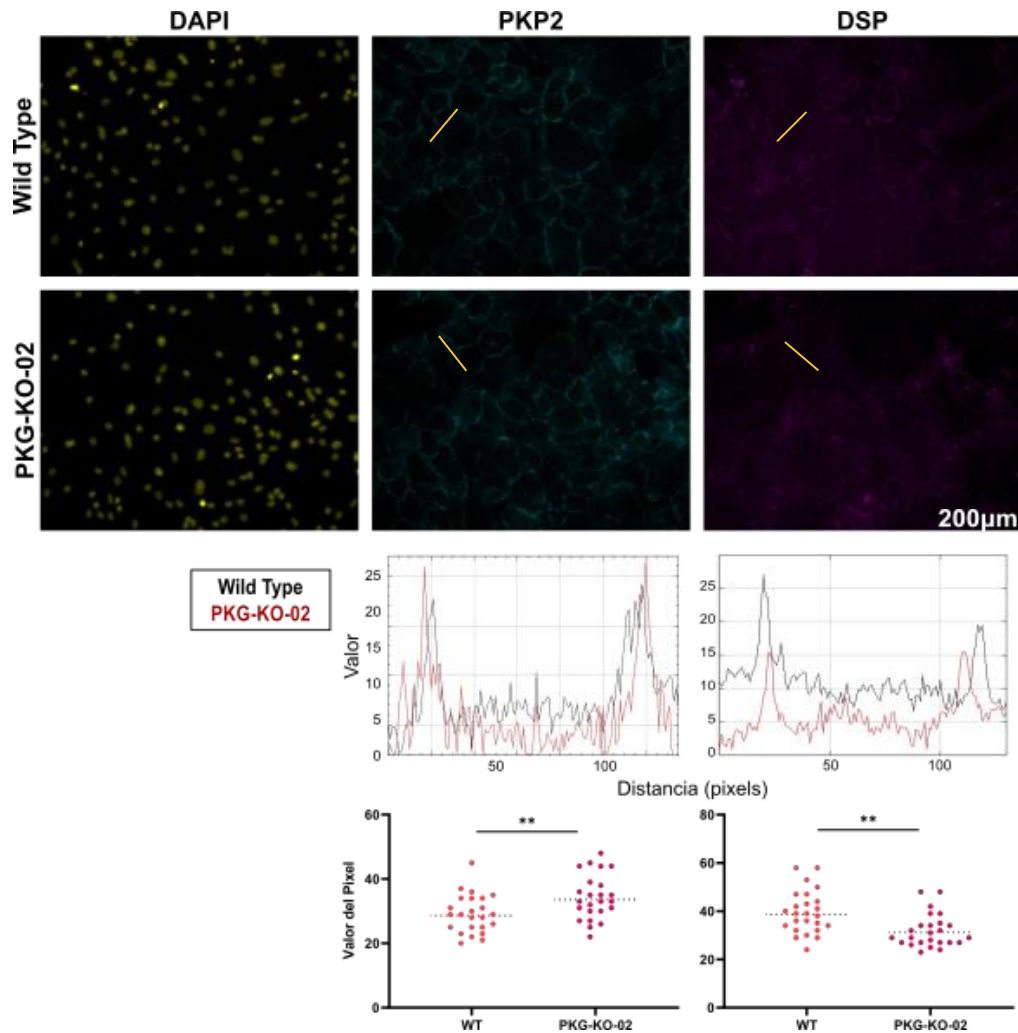 DAPI PKP2 DSP
Wild Type
PKG-KO-02
200µm
Wild Type
PKG-KO-02
Valor
25
20
15
10
5
0
50 100
25
20
15
10
5
0
50 100
Distancia (pixels)
Valor del Pixel
60
40
20
0
**
WT PKG-KO-02
80
60
40
20
0
**
WT PKG-KO-02